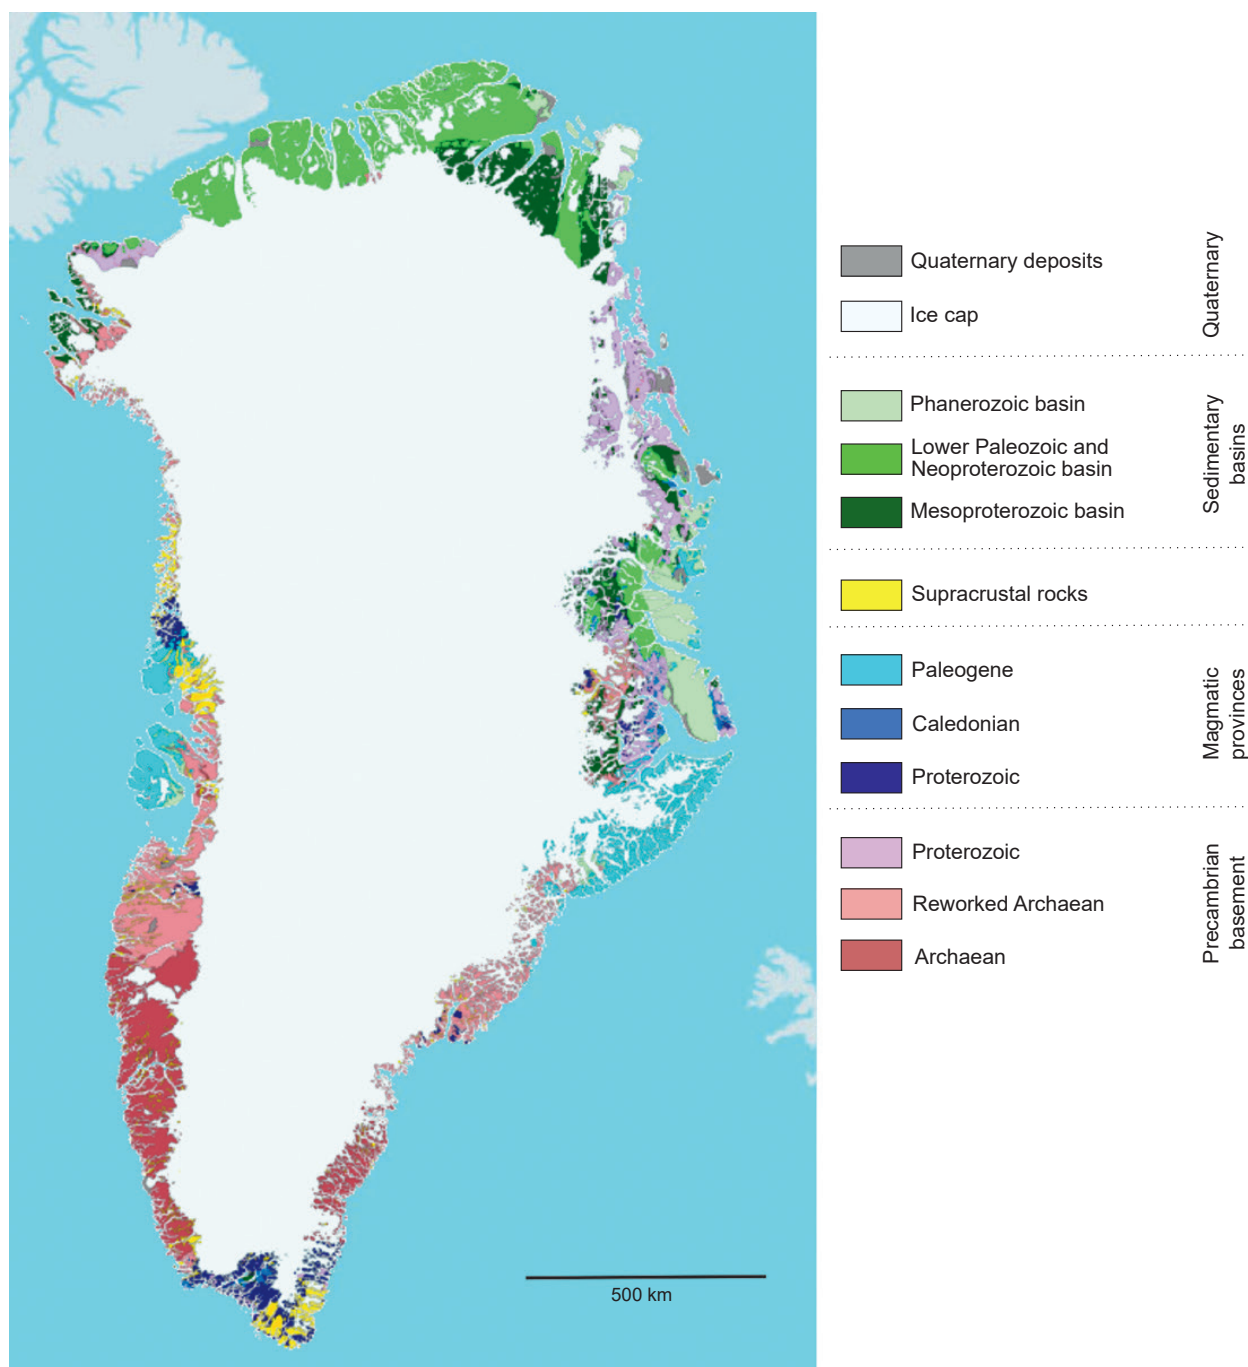 Quaternary deposits
Ice cap
Quaternary
Phanerozoic basin
Lower Paleozoic and
Neoproterozoic basin
Mesoproterozoic basin
Sedimentary
basins
Supracrustal rocks
Paleogene
Caledonian
Proterozoic
Magmatic
provinces
Proterozoic
Reworked Archaean
Archaean
Precambrian
basement
500 km